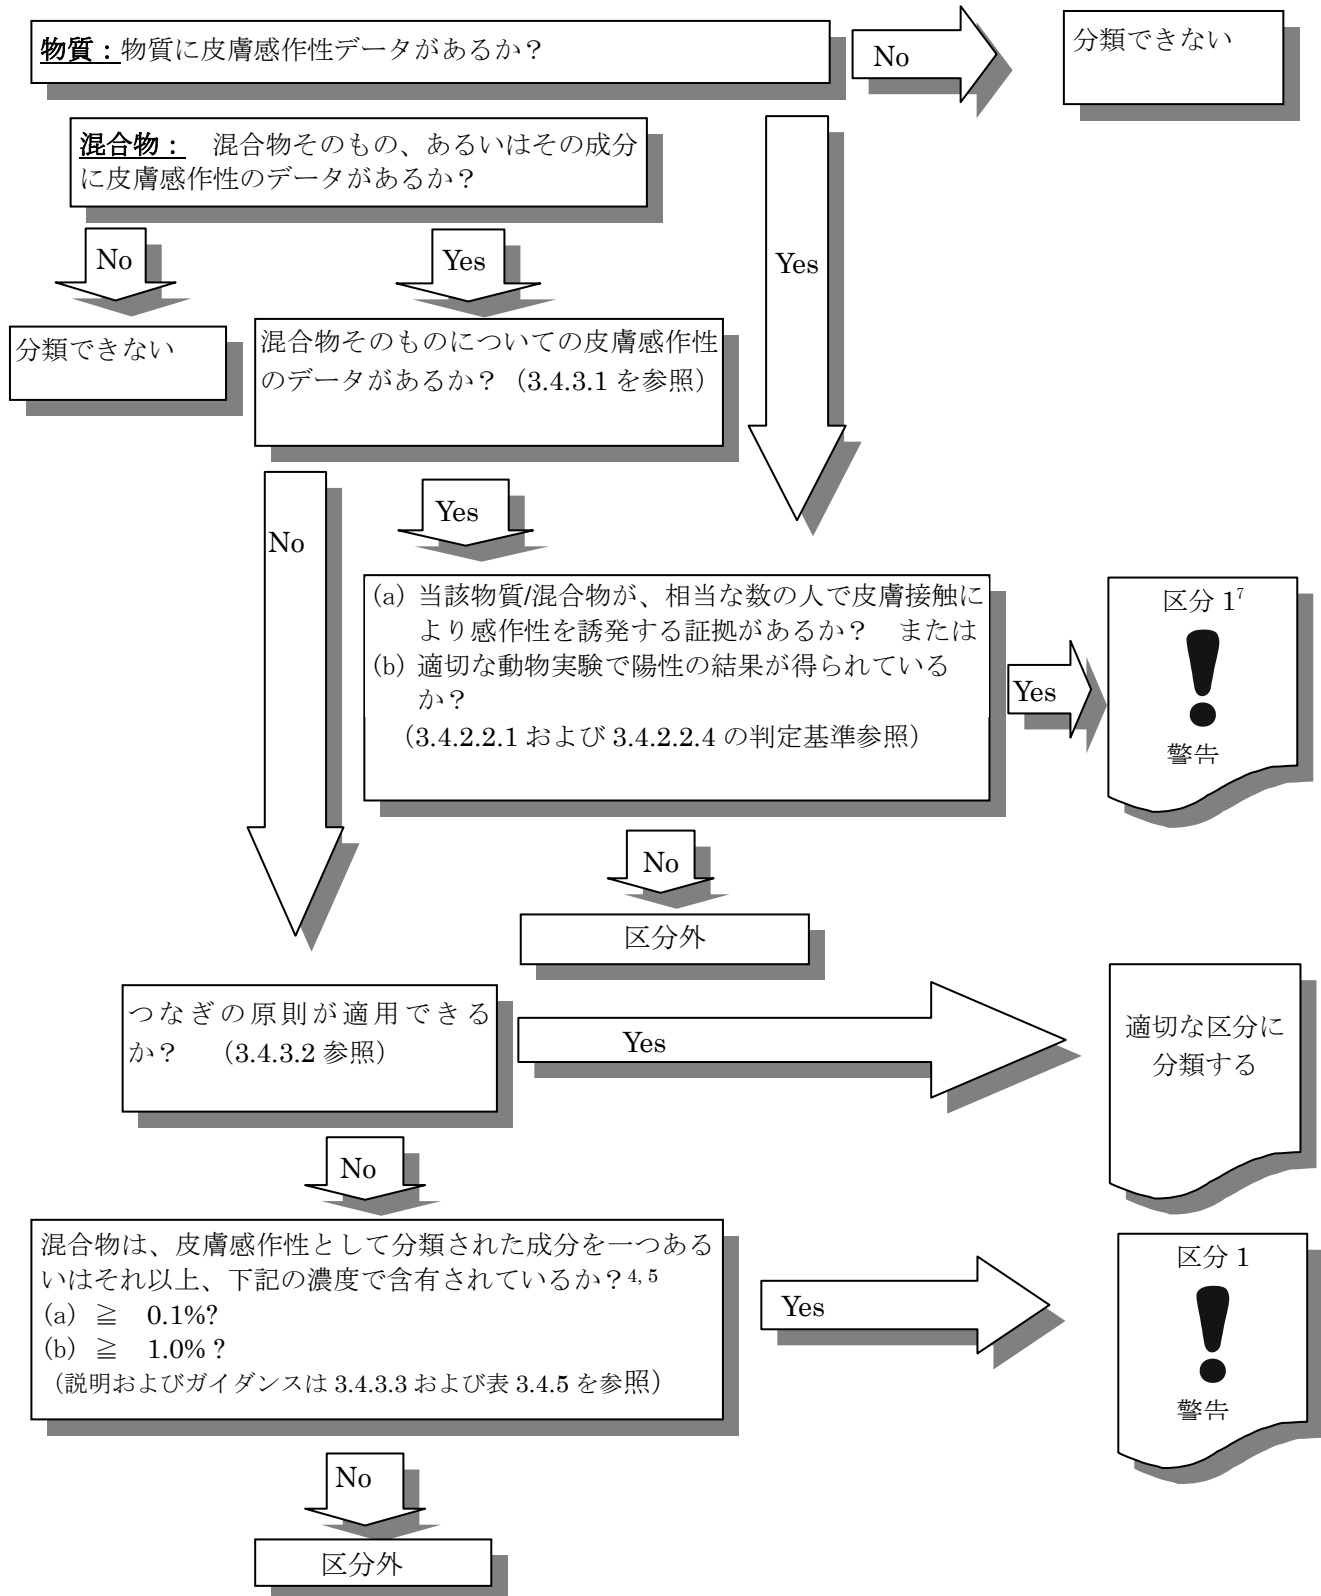 物質：物質に皮膚感作性データがあるか？
No
分類できない
混合物：　混合物そのもの、あるいはその成分
に皮膚感作性のデータがあるか？
No
Yes
Yes
分類できない
混合物そのものについての皮膚感作性
のデータがあるか？（3.4.3.1 を参照）
No
Yes
(a) 当該物質/混合物が、相当な数の人で皮膚接触に
より感作性を誘発する証拠があるか？　または
(b) 適切な動物実験で陽性の結果が得られている
か？
（3.4.2.2.1 および 3.4.2.2.4 の判定基準参照）
Yes
区分 1⁷
警告
No
区分外
つなぎの原則が適用できる
か？　（3.4.3.2 参照）
Yes
適切な区分に
分類する
No
混合物は、皮膚感作性として分類された成分を一つある
いはそれ以上、下記の濃度で含有されているか？⁴,⁵
(a) ≧　0.1%?
(b) ≧　1.0%？
（説明およびガイダンスは 3.4.3.3 および表 3.4.5 を参照）
Yes
区分 1
警告
No
区分外